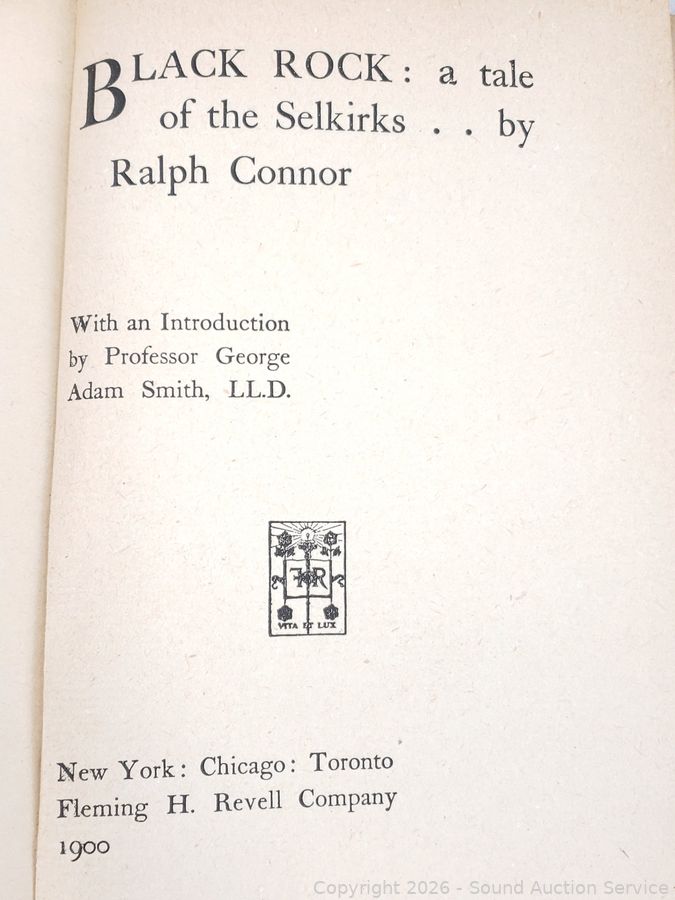 BLACK ROCK: a tale
of the Selkirks . . by
Ralph Connor
With an Introduction
by Professor George
Adam Smith, LL.D.
FHR
VITA ET LUX
New York: Chicago: Toronto
Fleming H. Revell Company
1900
Copyright 2026 - Sound Auction Service